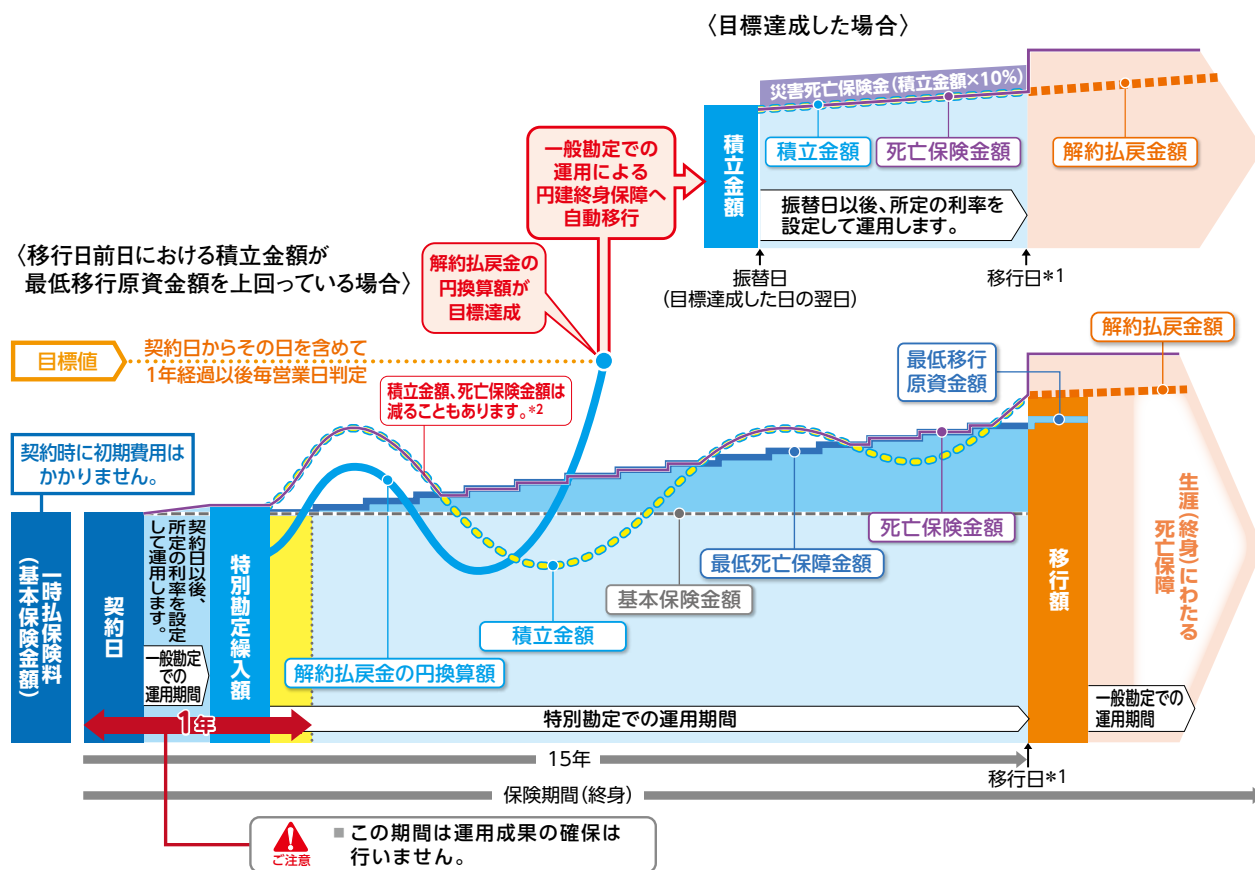 〈目標達成した場合〉
災害死亡保険金(積立金額×10%)
積立金額
積立金額
死亡保険金額
解約払戻金額
振替日以後、所定の利率を
設定して運用します。
振替日
(目標達成した日の翌日)
移行日*1
一般勘定での
運用による
円建終身保障へ
自動移行
〈移行日前日における積立金額が
最低移行原資金額を上回っている場合〉
解約払戻金の
円換算額が
目標達成
目標値
契約日からその日を含めて
1年経過以後毎営業日判定
積立金額、死亡保険金額は
減ることもあります。*2
最低移行
原資金額
解約払戻金額
契約時に初期費用は
かかりません。
一時払保険料
(基本保険金額)
契約日
契約日以後、
所定の利率を設定
して運用します。
一般勘定
での
運用期間
特別勘定繰入額
死亡保険金額
最低死亡保障金額
基本保険金額
積立金額
解約払戻金の円換算額
移行額
生涯(終身)にわたる
死亡保障
1年
特別勘定での運用期間
一般勘定での
運用期間
15年
移行日*1
保険期間(終身)
ご注意
■ この期間は運用成果の確保は
行いません。